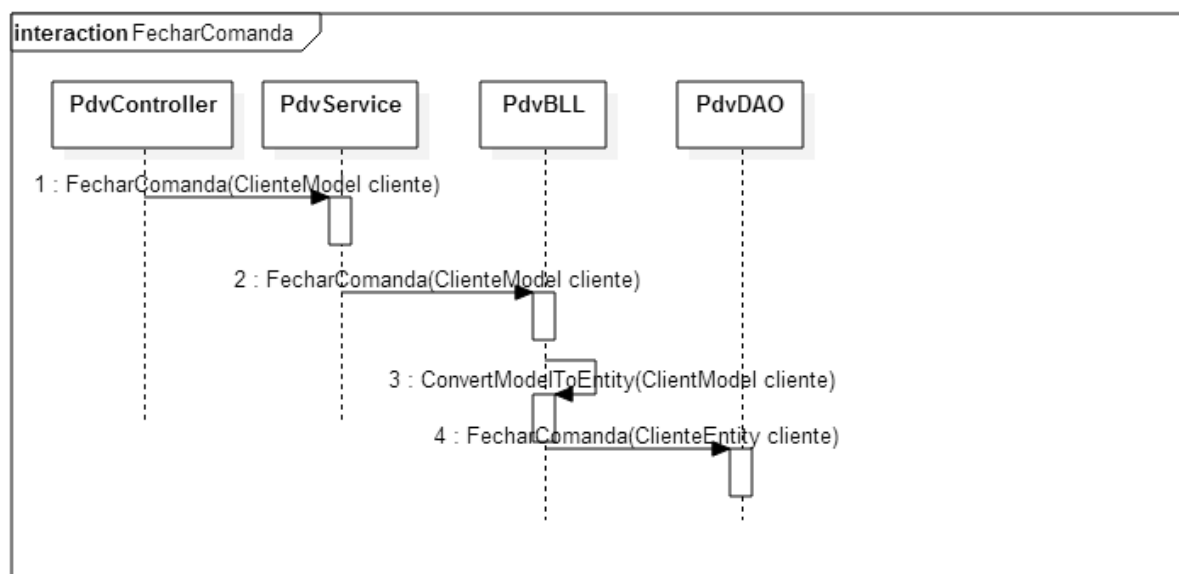 interaction FecharComanda
PdvController
PdvService
PdvBLL
PdvDAO
1 : FecharComanda(ClienteModel cliente)
2 : FecharComanda(ClienteModel cliente)
3 : ConvertModelToEntity(ClientModel cliente)
4 : FecharComanda(ClienteEntity cliente)